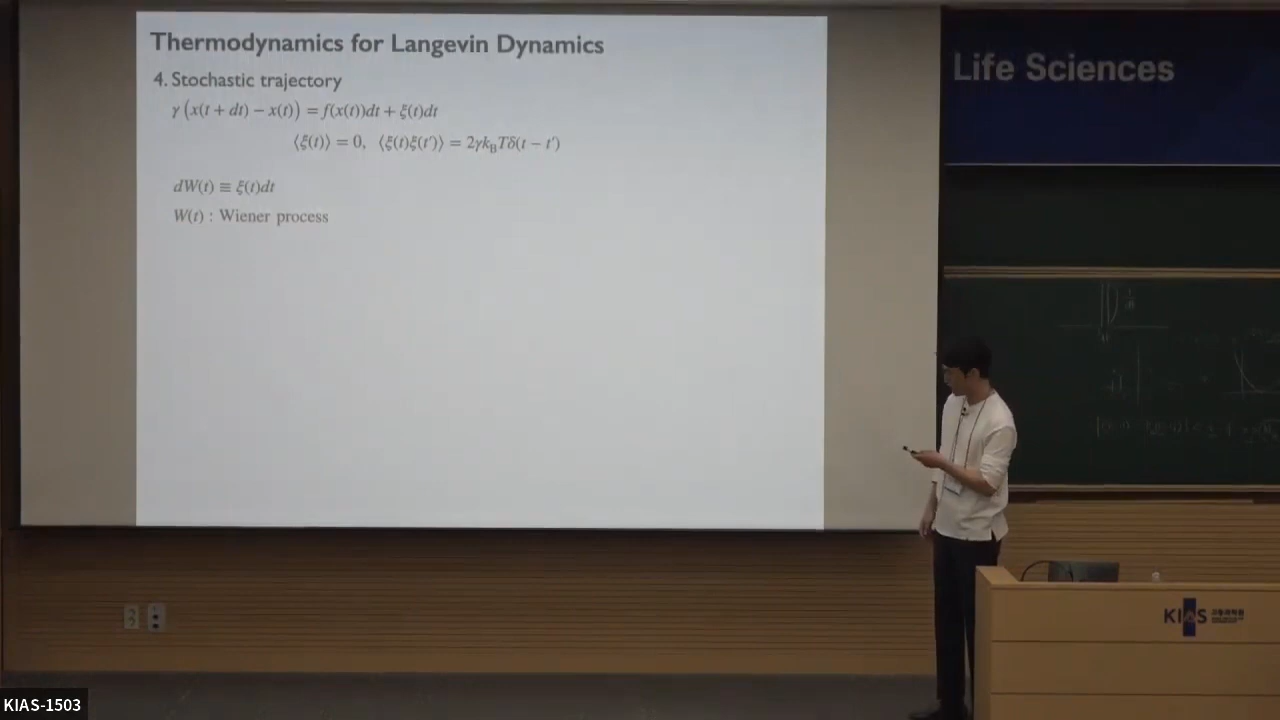 Thermodynamics for Langevin Dynamics
4. Stochastic trajectory
γ (x(t + dt) − x(t)) = f(x(t))dt + ξ(t)dt
⟨ξ(t)⟩ = 0, ⟨ξ(t)ξ(t′)⟩ = 2γk_BTδ(t − t′)
dW(t) ≡ ξ(t)dt
W(t) : Wiener process
Life Sciences
KIAS
KIAS-1503